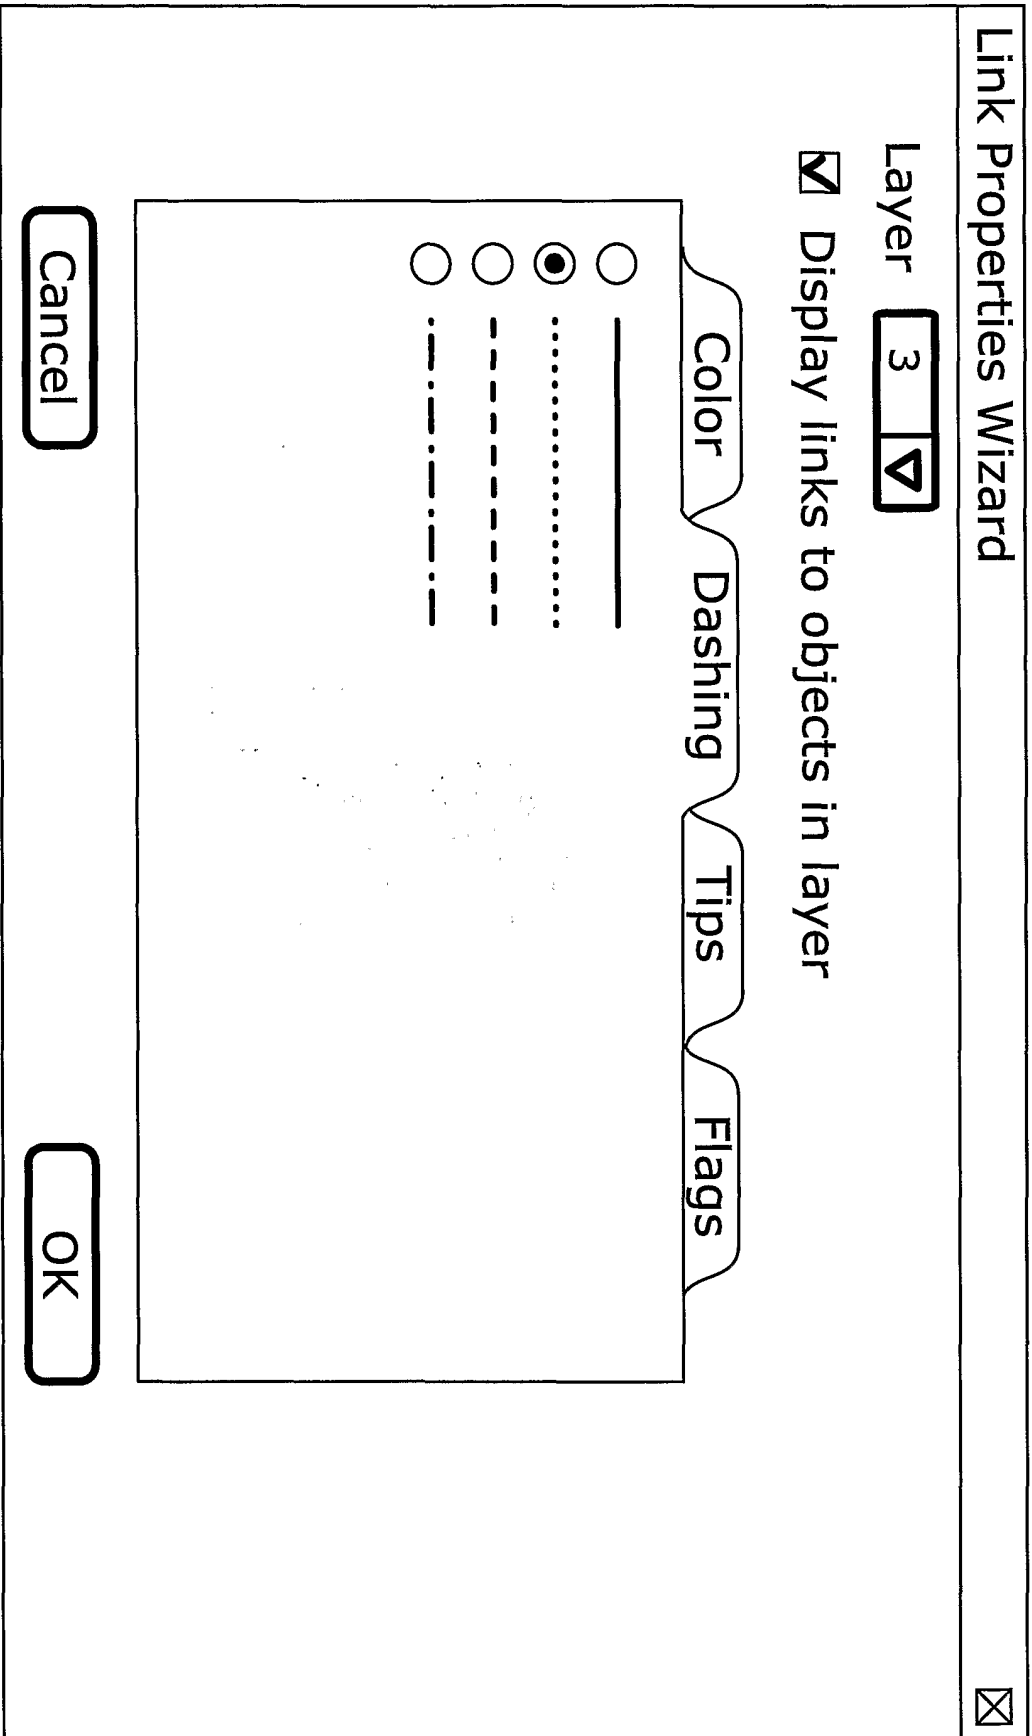 Link Properties Wizard
Layer 3
Display links to objects in layer
Color Dashing Tips Flags
Cancel OK